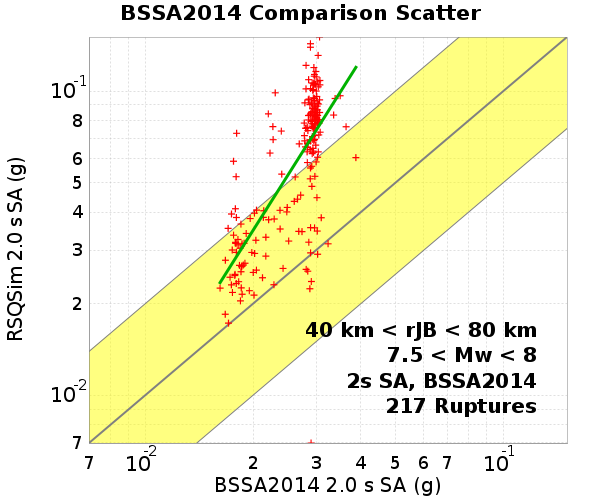 BSSA2014 Comparison Scatter
RSQSim 2.0 s SA (g)
10⁻¹
8
6
5
4
3
2
10⁻²
7
40 km < rJB < 80 km
7.5 < Mw < 8
2s SA, BSSA2014
217 Ruptures
7 10⁻² 2 3 4 5 6 7 10⁻¹
BSSA2014 2.0 s SA (g)